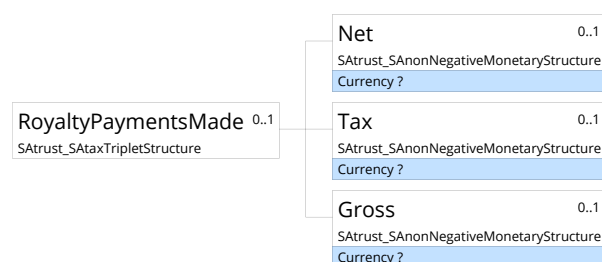 Net 0..1
SAtrust_SAnonNegativeMonetaryStructure
Currency ?
RoyaltyPaymentsMade 0..1
SAtrust_SAtaxTripletStructure
Tax 0..1
SAtrust_SAnonNegativeMonetaryStructure
Currency ?
Gross 0..1
SAtrust_SAnonNegativeMonetaryStructure
Currency ?